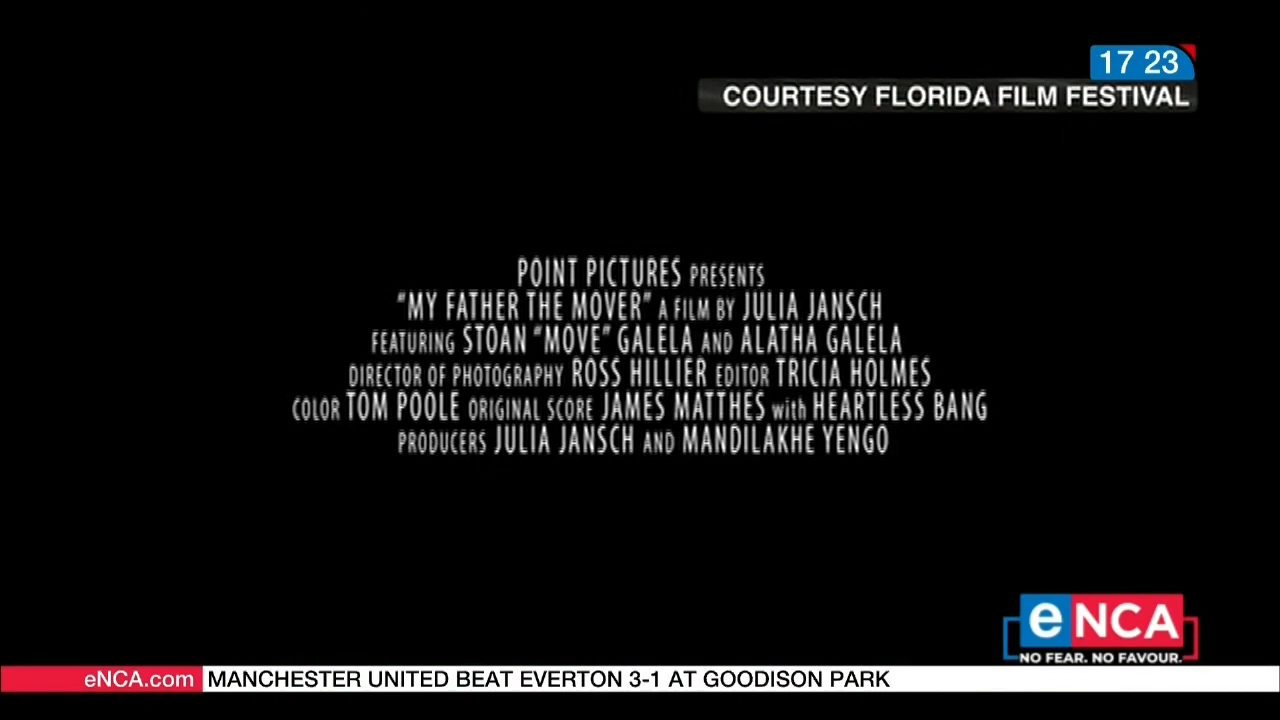 17 23
COURTESY FLORIDA FILM FESTIVAL
POINT PICTURES PRESENTS
“MY FATHER THE MOVER” A FILM BY JULIA JANSCH
FEATURING STOAN “MOVE” GALELA AND ALATHA GALELA
DIRECTOR OF PHOTOGRAPHY ROSS HILLIER EDITOR TRICIA HOLMES
COLOR TOM POOLE ORIGINAL SCORE JAMES MATTHES with HEARTLESS BANG
PRODUCERS JULIA JANSCH AND MANDILAKHE YENGO
eNCA
NO FEAR. NO FAVOUR.
eNCA.com MANCHESTER UNITED BEAT EVERTON 3-1 AT GOODISON PARK